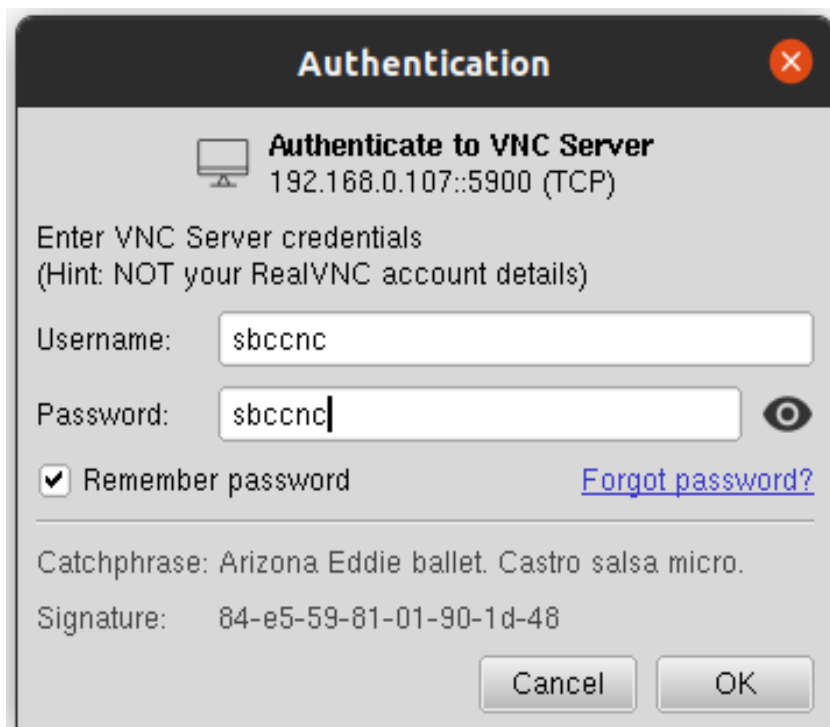 Authentication
Authenticate to VNC Server
192.168.0.107::5900 (TCP)
Enter VNC Server credentials
(Hint: NOT your RealVNC account details)
Username: sbccnc
Password: sbccnc
Remember password Forgot password?
Catchphrase: Arizona Eddie ballet. Castro salsa micro.
Signature: 84-e5-59-81-01-90-1d-48
Cancel OK